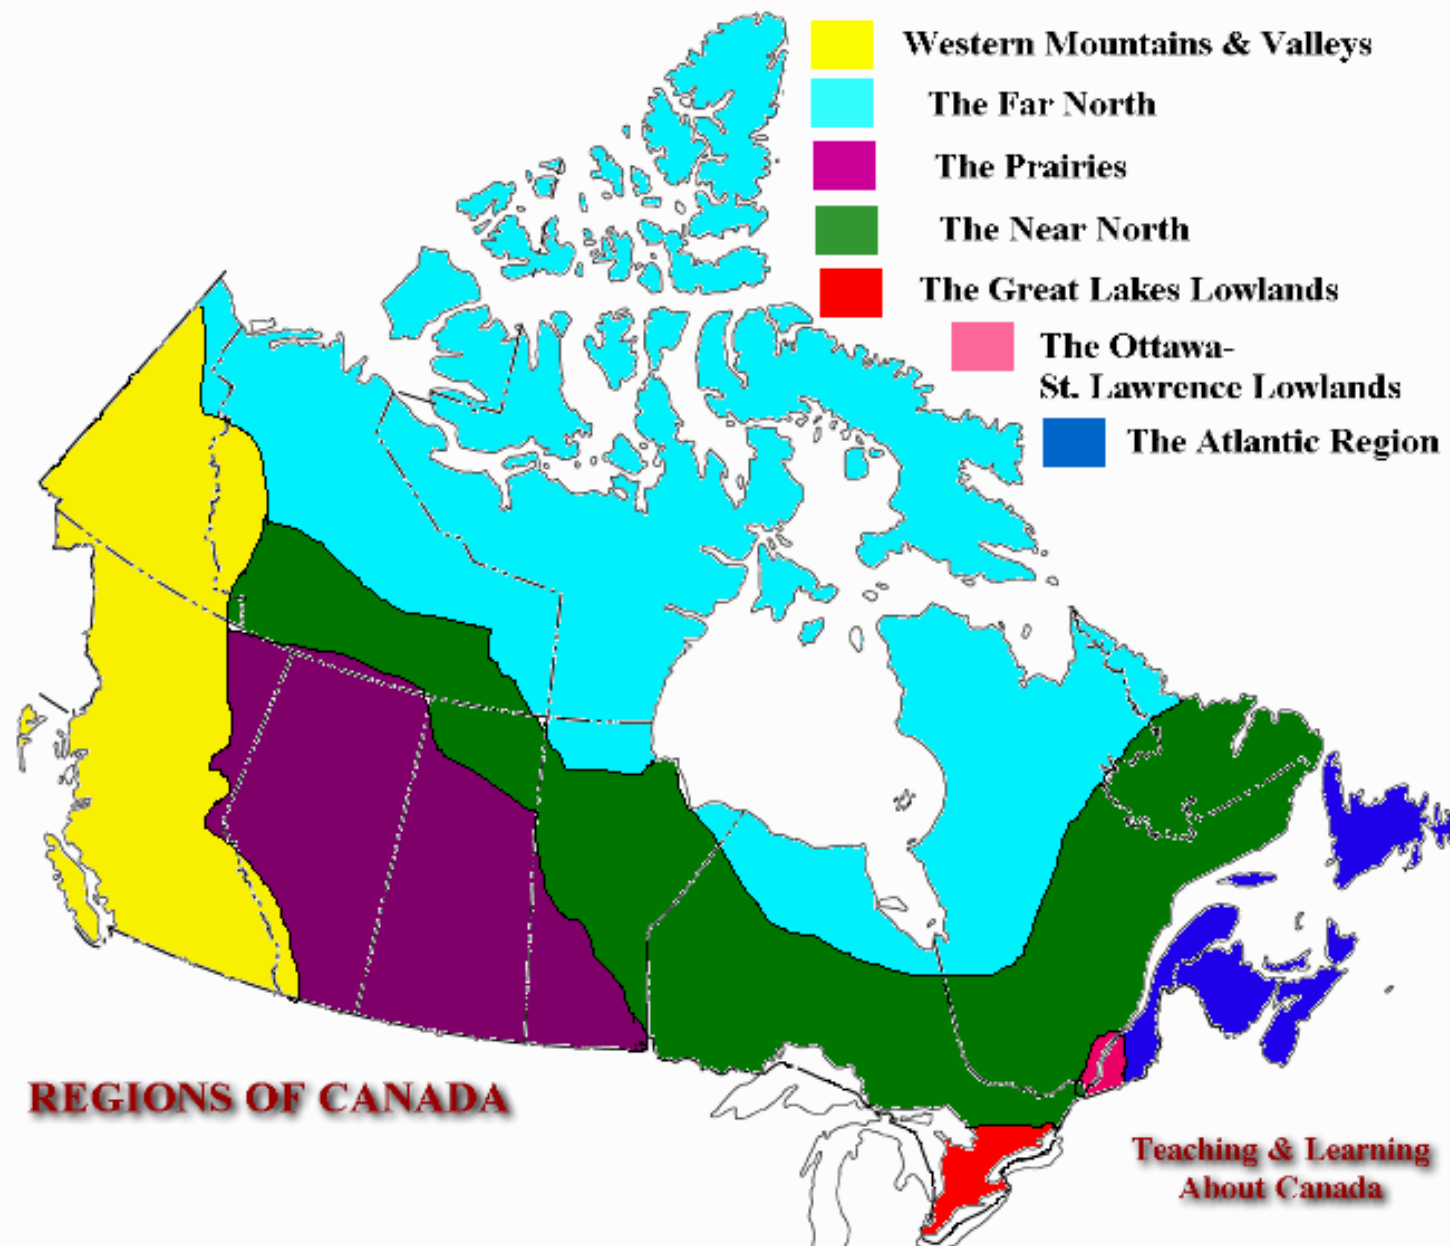 Western Mountains & Valleys
The Far North
The Prairies
The Near North
The Great Lakes Lowlands
The Ottawa-
St. Lawrence Lowlands
The Atlantic Region
REGIONS OF CANADA
Teaching & Learning
About Canada